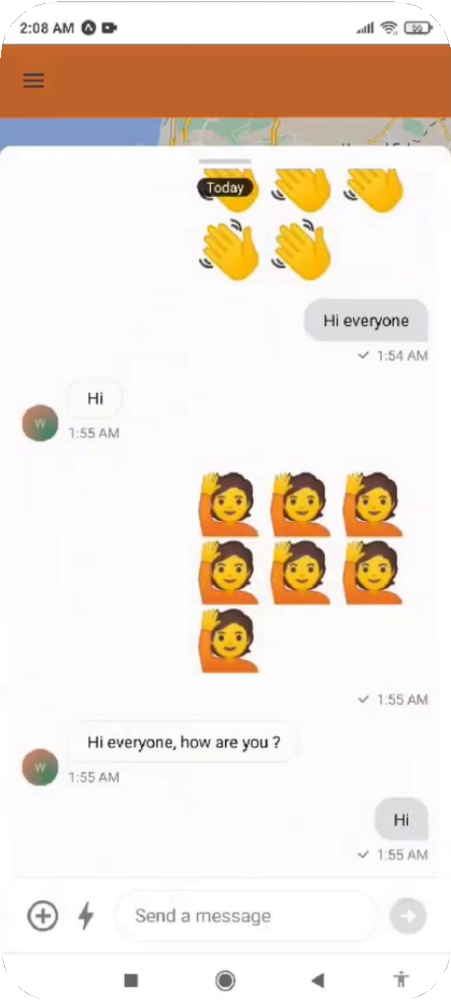 2:08 AM
56
Today
Hi everyone
1:54 AM
Hi
W
1:55 AM
1:55 AM
Hi everyone, how are you ?
W
1:55 AM
Hi
1:55 AM
Send a message